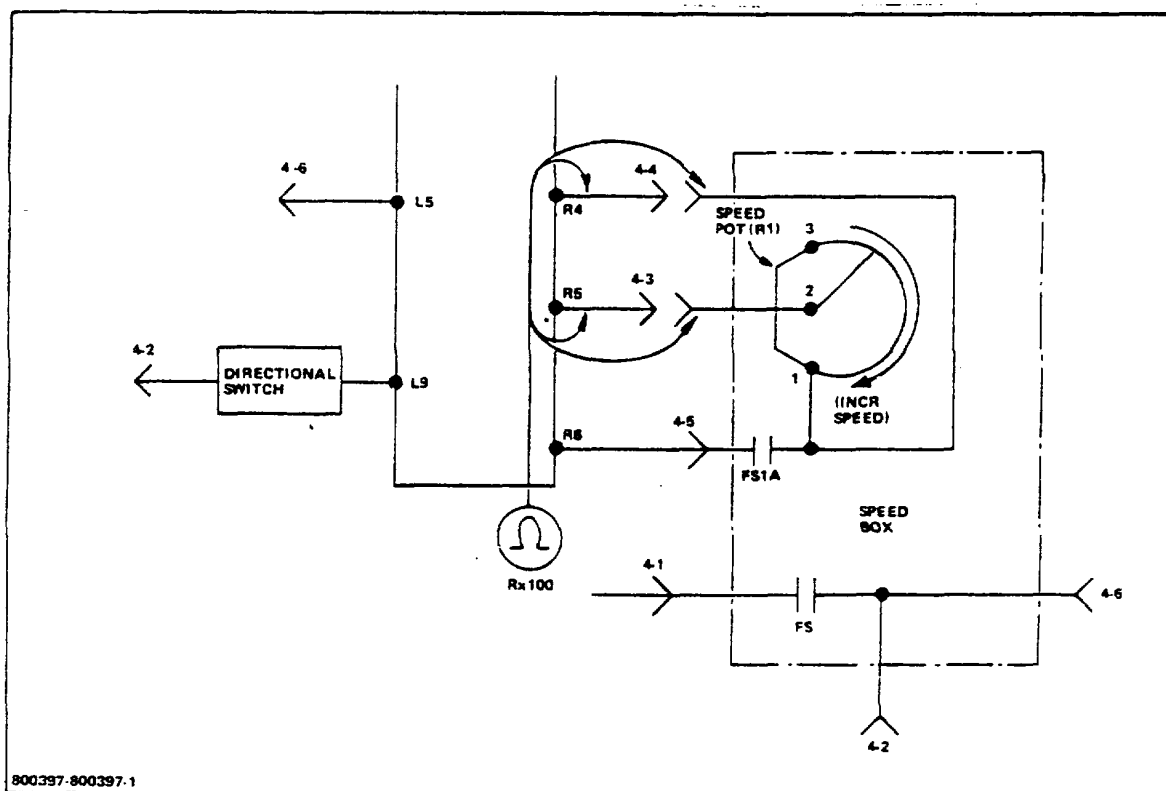 4-6
L5
4-2
DIRECTIONAL
SWITCH
L9
R4
4-4
R5
4-3
R6
4-5
FS1A
SPEED
POT (R1)
3
2
1
(INCR
SPEED)
SPEED
BOX
Ω
Rx100
4-1
FS
4-6
4-2
800397-800397-1